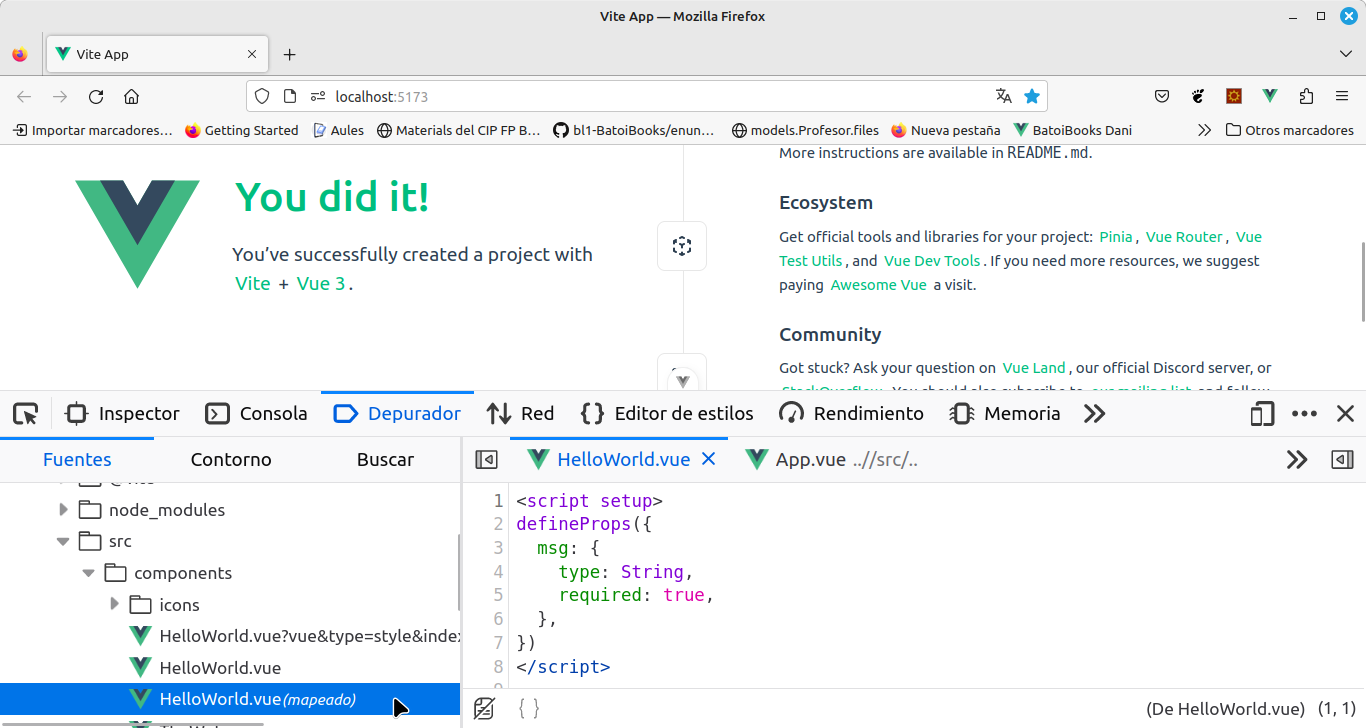 Vite App — Mozilla Firefox
Vite App
localhost:5173
Importar marcadores…
Getting Started
Aules
Materials del CIP FP B…
bl1-BatoiBooks/enun…
models.Profesor.files
Nueva pestaña
BatoiBooks Dani
Otros marcadores
You did it!
You’ve successfully created a project with
Vite + Vue 3.
More instructions are available in README.md.
Ecosystem
Get official tools and libraries for your project: Pinia, Vue Router, Vue
Test Utils, and Vue Dev Tools. If you need more resources, we suggest
paying Awesome Vue a visit.
Community
Got stuck? Ask your question on Vue Land, our official Discord server, or
Inspector
Consola
Depurador
Red
Editor de estilos
Rendimiento
Memoria
Fuentes
Contorno
Buscar
node_modules
src
components
icons
HelloWorld.vue?vue&type=style&index
HelloWorld.vue
HelloWorld.vue(mapeado)
HelloWorld.vue
App.vue ..//src/..
1 <script setup>
2 defineProps({
3   msg: {
4     type: String,
5     required: true,
6   },
7 })
8 </script>
{ }
(De HelloWorld.vue) (1, 1)